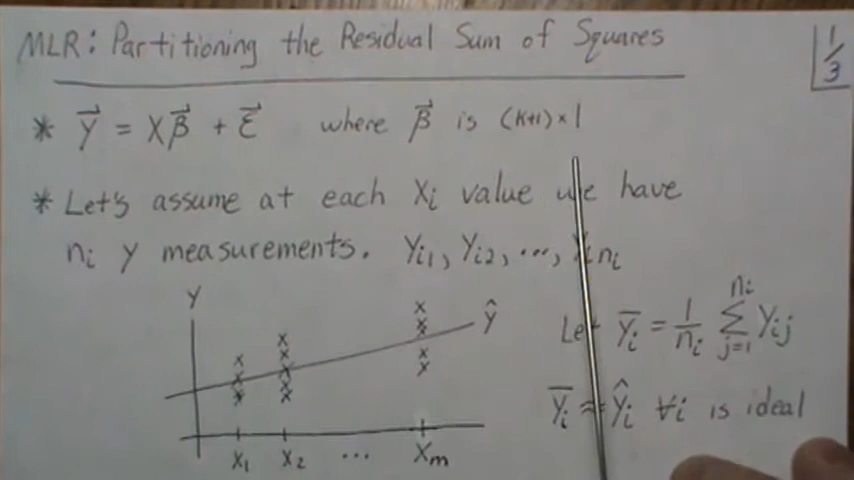 MLR: Partitioning the Residual Sum of Squares
1/3
* Y⃗ = Xβ⃗ + ε⃗ where β⃗ is (k+1) × 1
* Let's assume at each Xᵢ value we have
nᵢ y measurements. Yᵢ₁, Yᵢ₂, ..., Yᵢnᵢ
Y
Ŷ
X₁ X₂ ... Xₘ
Let Ȳᵢ = 1/nᵢ Σ_{j=1}^{nᵢ} Yᵢⱼ
Ȳᵢ ≈ Ŷᵢ ∀i is ideal